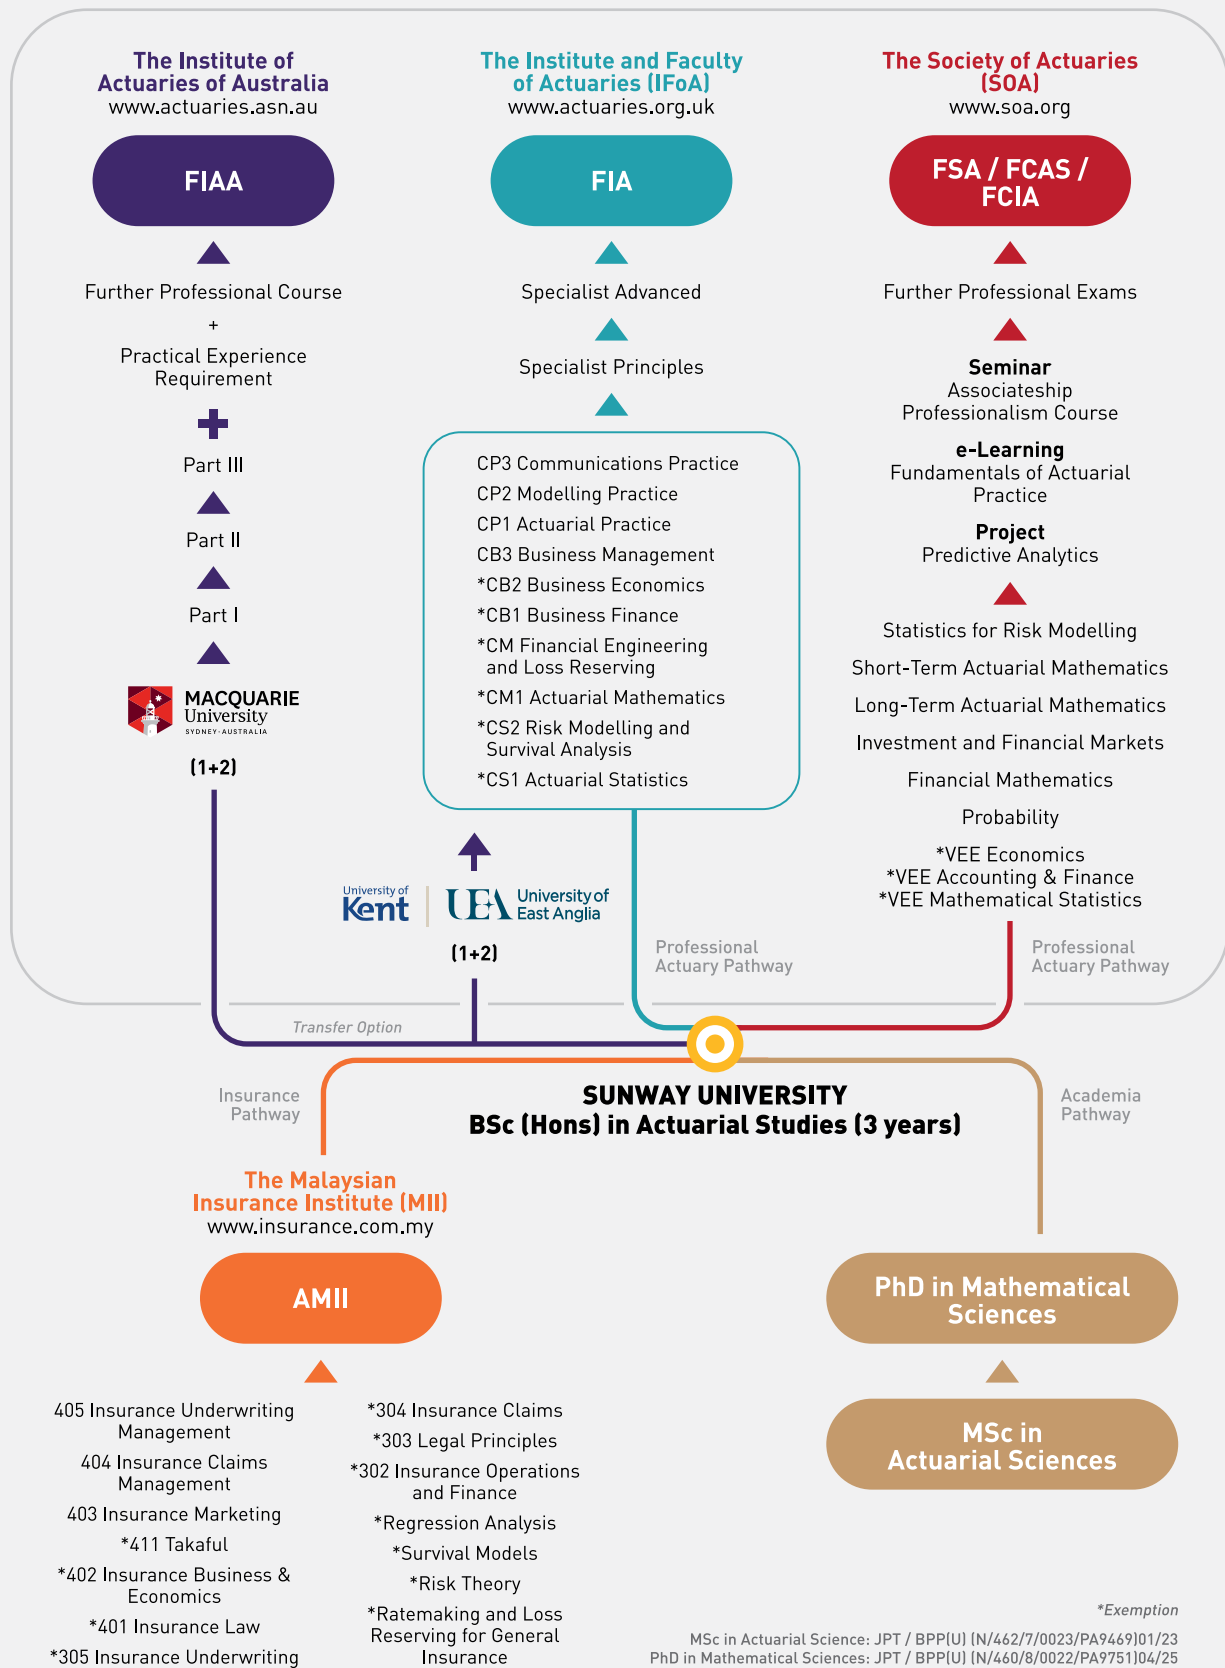 The Institute of
Actuaries of Australia
www.actuaries.asn.au
FIAA
Further Professional Course
+
Practical Experience
Requirement
Part III
Part II
Part I
MACQUARIE
University
SYDNEY·AUSTRALIA
(1+2)
The Institute and Faculty
of Actuaries (IFoA)
www.actuaries.org.uk
FIA
Specialist Advanced
Specialist Principles
CP3 Communications Practice
CP2 Modelling Practice
CP1 Actuarial Practice
CB3 Business Management
*CB2 Business Economics
*CB1 Business Finance
*CM Financial Engineering
and Loss Reserving
*CM1 Actuarial Mathematics
*CS2 Risk Modelling and
Survival Analysis
*CS1 Actuarial Statistics
University of
Kent
UEA University of
East Anglia
(1+2)
Professional
Actuary Pathway
The Society of Actuaries
(SOA)
www.soa.org
FSA / FCAS /
FCIA
Further Professional Exams
Seminar
Associateship
Professionalism Course
e-Learning
Fundamentals of Actuarial
Practice
Project
Predictive Analytics
Statistics for Risk Modelling
Short-Term Actuarial Mathematics
Long-Term Actuarial Mathematics
Investment and Financial Markets
Financial Mathematics
Probability
*VEE Economics
*VEE Accounting & Finance
*VEE Mathematical Statistics
Professional
Actuary Pathway
Transfer Option
SUNWAY UNIVERSITY
BSc (Hons) in Actuarial Studies (3 years)
Insurance
Pathway
The Malaysian
Insurance Institute (MII)
www.insurance.com.my
AMII
405 Insurance Underwriting
Management
404 Insurance Claims
Management
403 Insurance Marketing
*411 Takaful
*402 Insurance Business &
Economics
*401 Insurance Law
*305 Insurance Underwriting
*304 Insurance Claims
*303 Legal Principles
*302 Insurance Operations
and Finance
*Regression Analysis
*Survival Models
*Risk Theory
*Ratemaking and Loss
Reserving for General
Insurance
Academia
Pathway
PhD in Mathematical
Sciences
MSc in
Actuarial Sciences
*Exemption
MSc in Actuarial Science: JPT / BPP(U) (N/462/7/0023/PA9469)01/23
PhD in Mathematical Sciences: JPT / BPP(U) (N/460/8/0022/PA9751)04/25